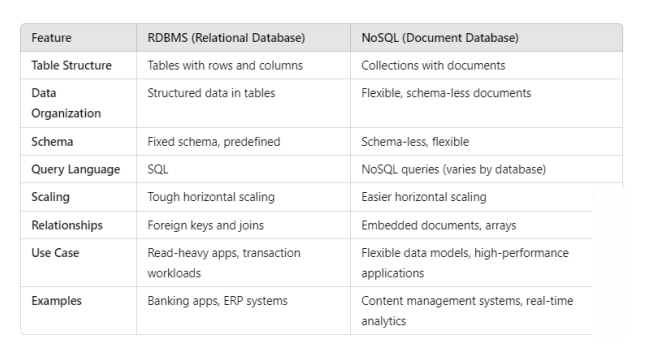 Feature RDBMS (Relational Database) NoSQL (Document Database)
Table Structure Tables with rows and columns Collections with documents
Data Organization Structured data in tables Flexible, schema-less documents
Schema Fixed schema, predefined Schema-less, flexible
Query Language SQL NoSQL queries (varies by database)
Scaling Tough horizontal scaling Easier horizontal scaling
Relationships Foreign keys and joins Embedded documents, arrays
Use Case Read-heavy apps, transaction workloads Flexible data models, high-performance applications
Examples Banking apps, ERP systems Content management systems, real-time analytics